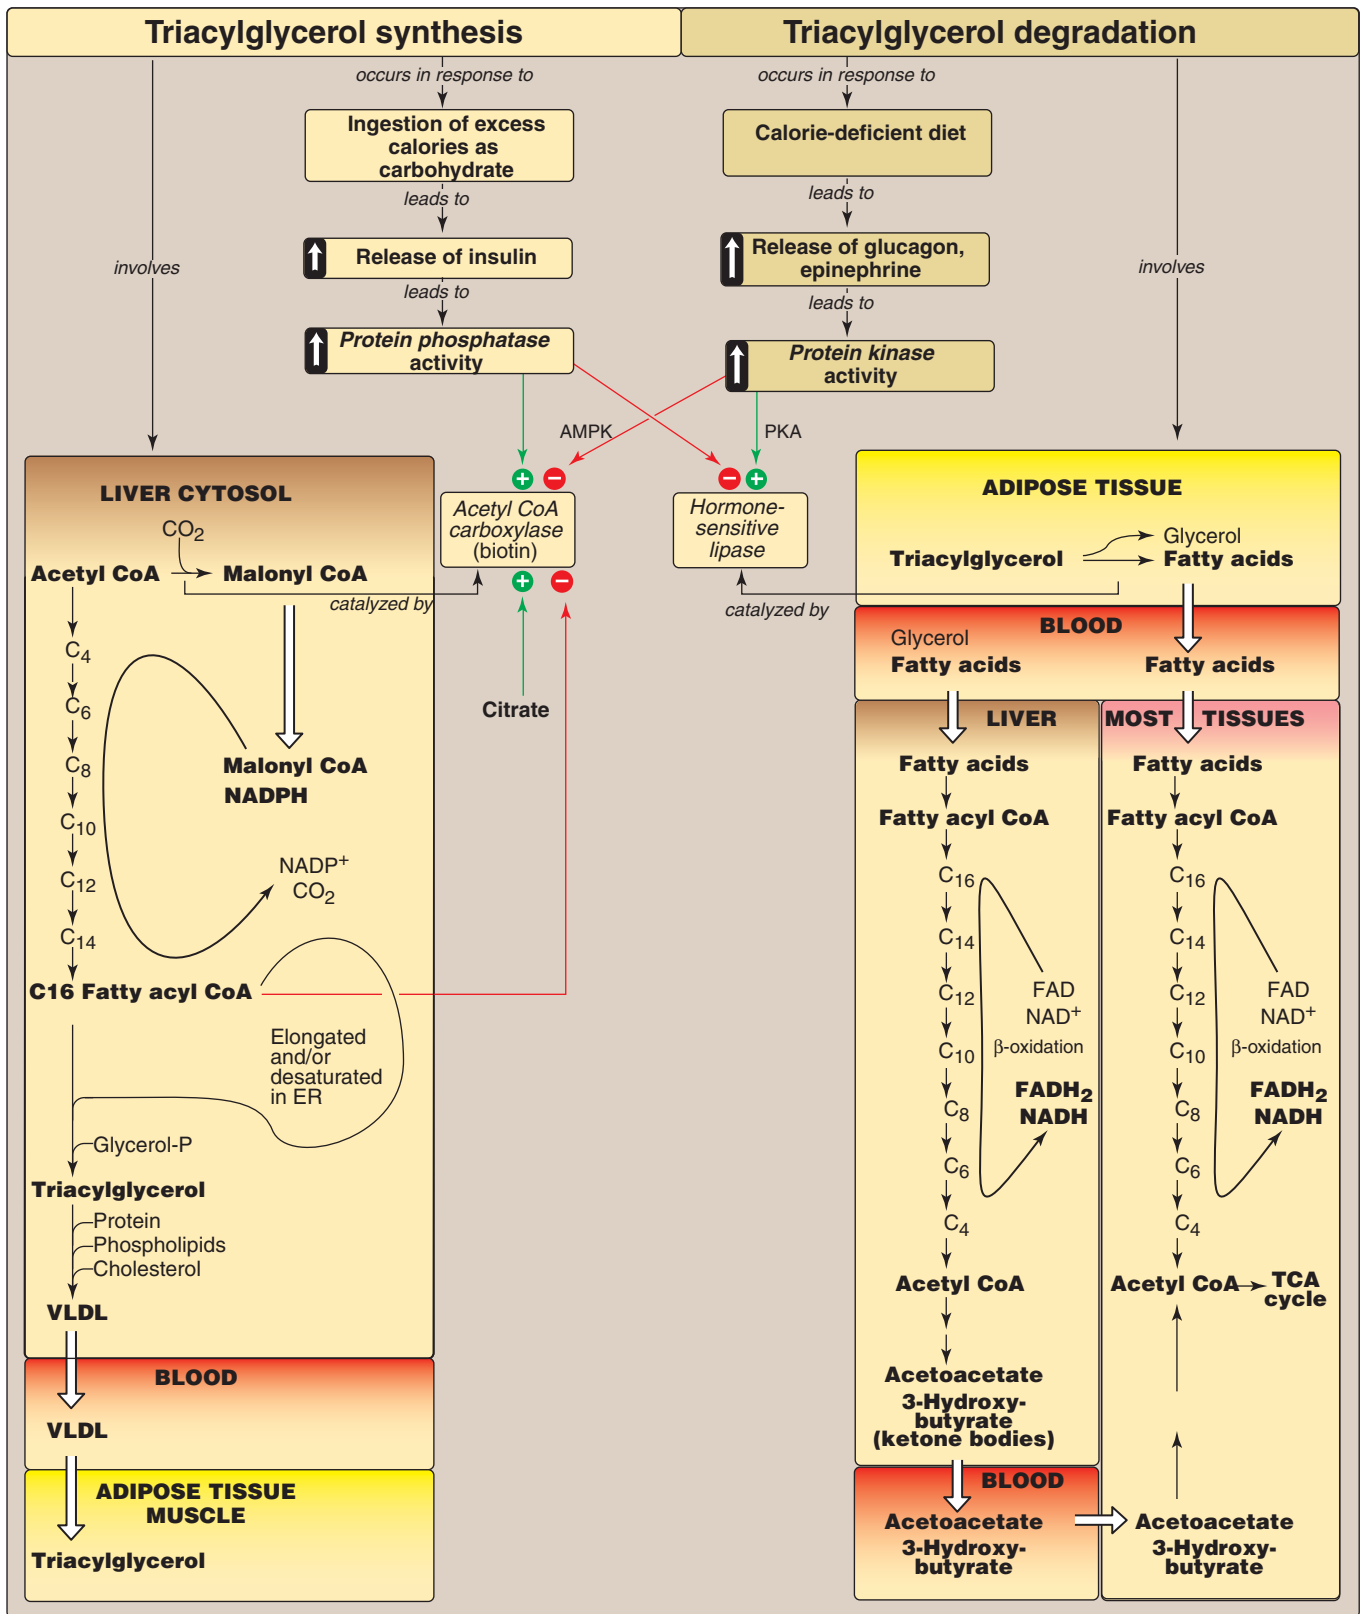 Triacylglycerol synthesis
Triacylglycerol degradation
occurs in response to
Ingestion of excess
calories as
carbohydrate
leads to
Release of insulin
leads to
Protein phosphatase
activity
occurs in response to
Calorie-deficient diet
leads to
Release of glucagon,
epinephrine
leads to
Protein kinase
activity
involves
involves
AMPK
PKA
+
−
−
+
Acetyl CoA
carboxylase
(biotin)
+
−
Hormone-
sensitive
lipase
catalyzed by
catalyzed by
Citrate
LIVER CYTOSOL
CO2
Acetyl CoA
Malonyl CoA
C4
C6
C8
C10
C12
C14
Malonyl CoA
NADPH
NADP+
CO2
C16 Fatty acyl CoA
Elongated
and/or
desaturated
in ER
Glycerol-P
Triacylglycerol
Protein
Phospholipids
Cholesterol
VLDL
BLOOD
VLDL
ADIPOSE TISSUE
MUSCLE
Triacylglycerol
ADIPOSE TISSUE
Triacylglycerol
Glycerol
Fatty acids
BLOOD
Glycerol
Fatty acids
Fatty acids
LIVER
Fatty acids
Fatty acyl CoA
C16
C14
C12
C10
C8
C6
C4
FAD
NAD+
β-oxidation
FADH2
NADH
Acetyl CoA
Acetoacetate
3-Hydroxy-
butyrate
(ketone bodies)
BLOOD
Acetoacetate
3-Hydroxy-
butyrate
MOST TISSUES
Fatty acids
Fatty acyl CoA
C16
C14
C12
C10
C8
C6
C4
FAD
NAD+
β-oxidation
FADH2
NADH
Acetyl CoA
TCA
cycle
Acetoacetate
3-Hydroxy-
butyrate